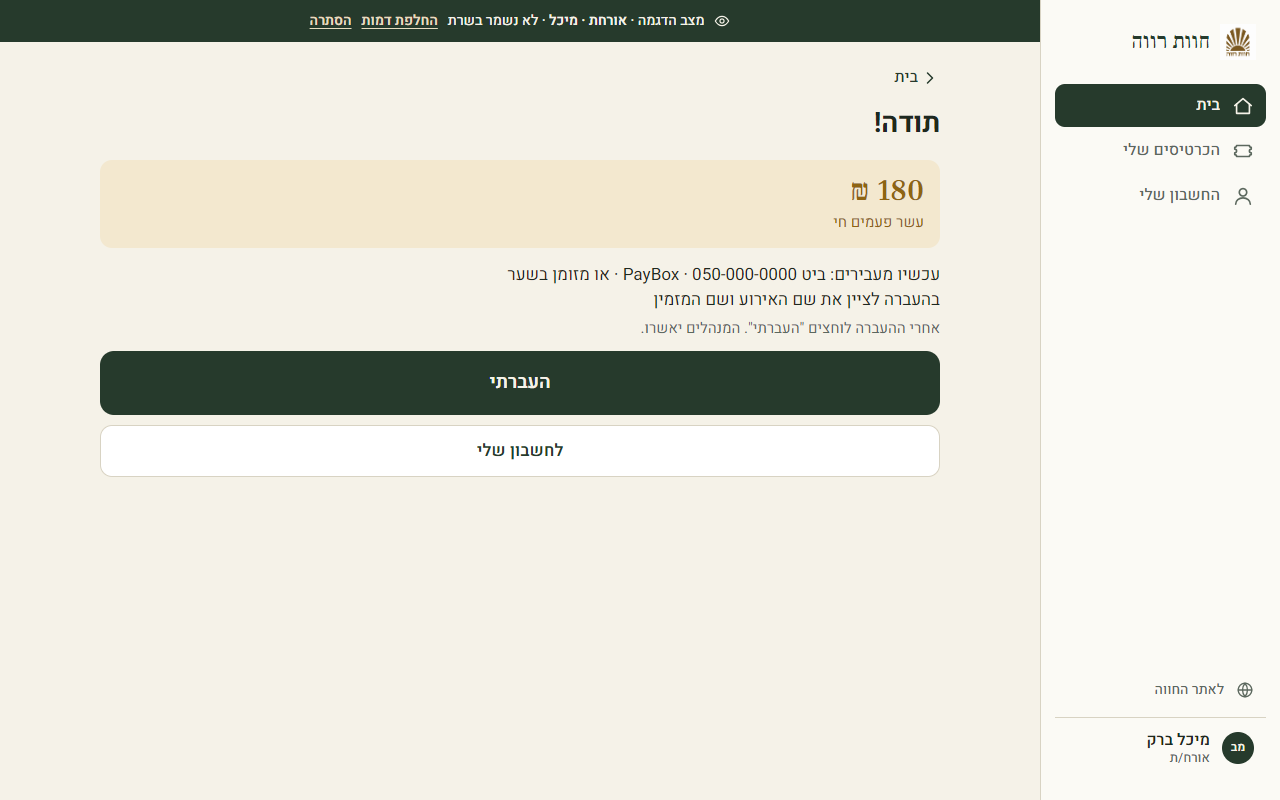 מצב הדגמה · אורחת · מיכל · לא נשמר בשרת החלפת דמות הסתרה
חוות רווה
בית
הכרטיסים שלי
החשבון שלי
בית
תודה!
180 ₪
עשר פעמים חי
עכשיו מעבירים: ביט 050-000-0000 · PayBox · או מזומן בשער
בהעברה לציין את שם האירוע ושם המזמין
אחרי ההעברה לוחצים "העברתי". המנהלים יאשרו.
העברתי
לחשבון שלי
לאתר החווה
מב
מיכל ברק
אורח/ת